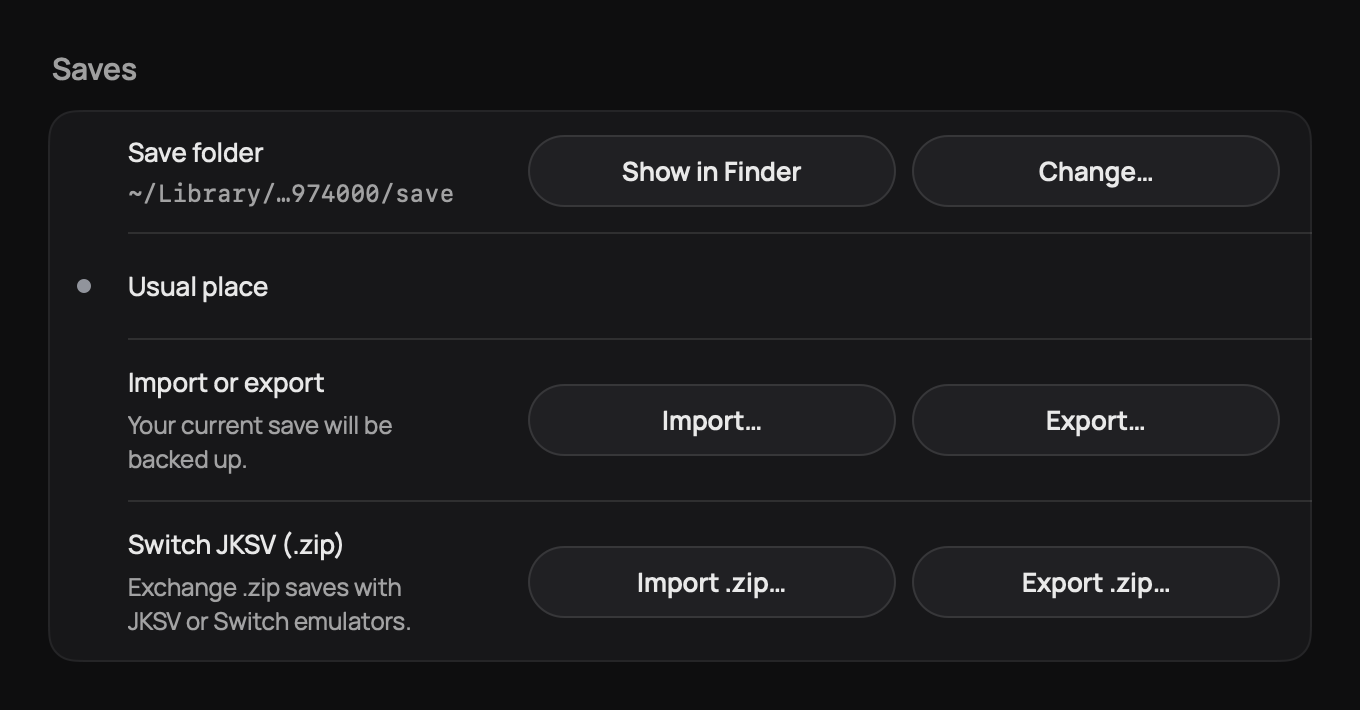 Saves
Save folder
~/Library/…974000/save
Show in Finder
Change…
Usual place
Import or export
Your current save will be
backed up.
Import…
Export…
Switch JKSV (.zip)
Exchange .zip saves with
JKSV or Switch emulators.
Import .zip…
Export .zip…